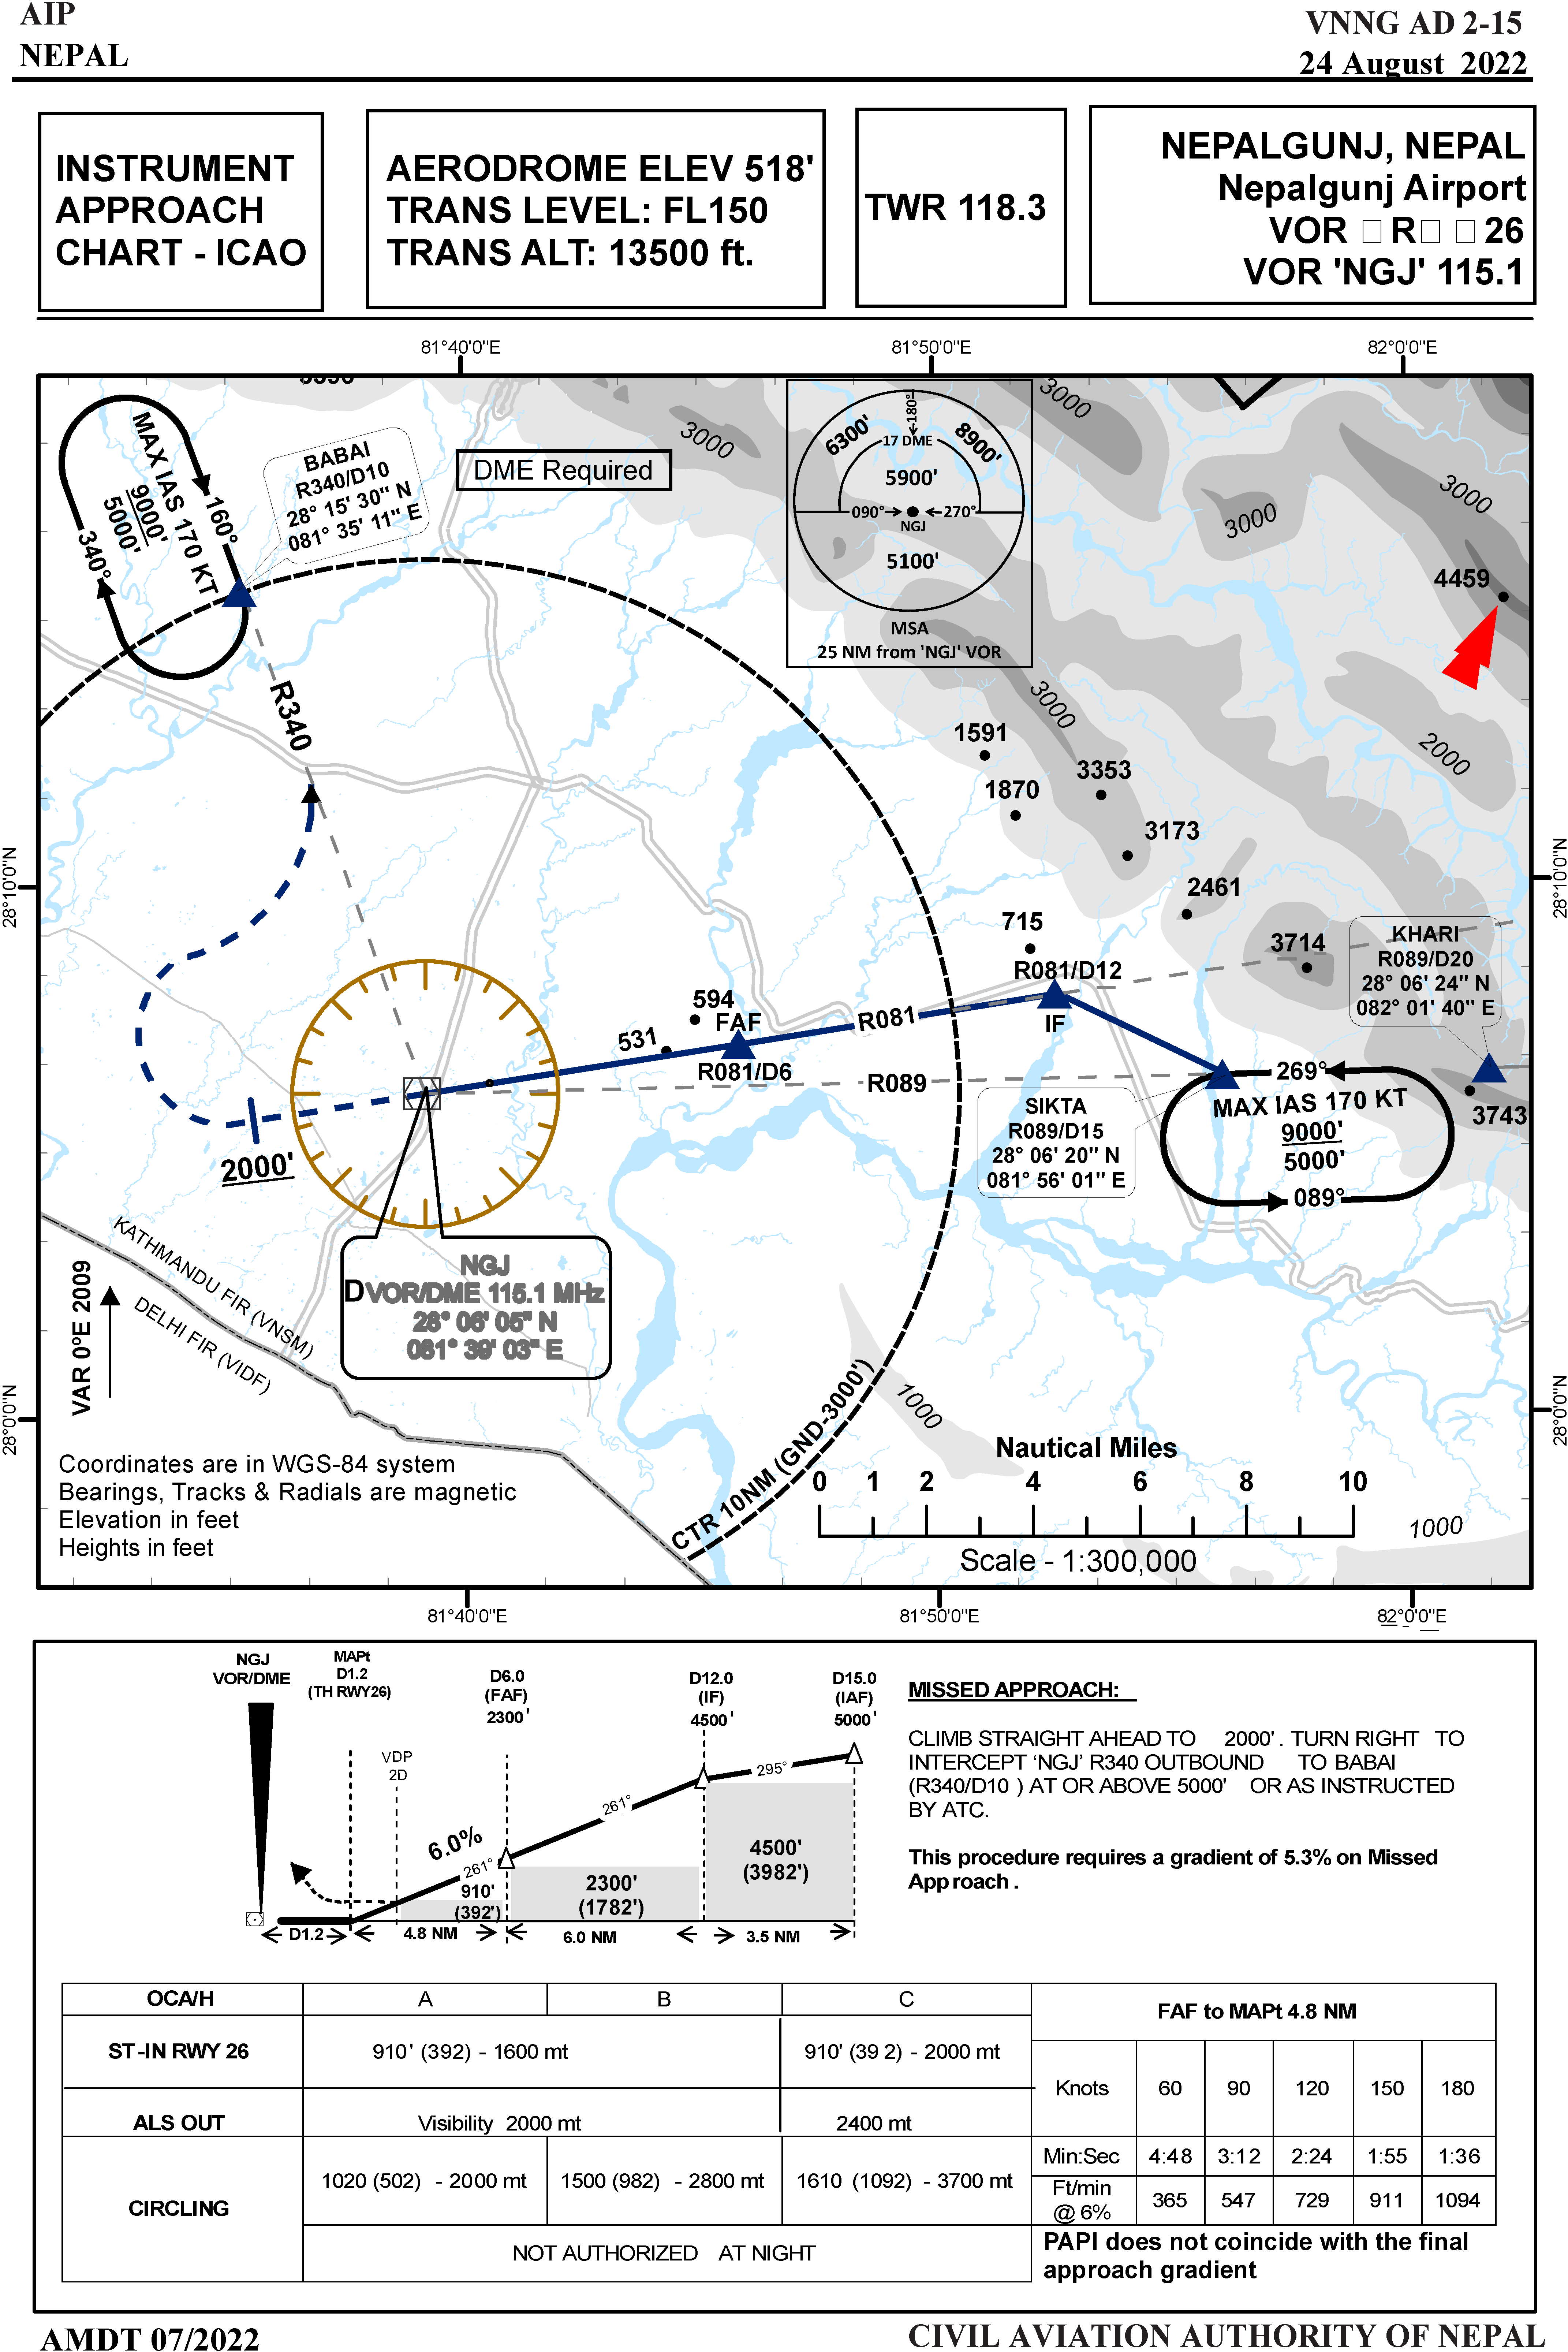 AIP
NEPAL
VNNG AD 2-15
24 August 2022
INSTRUMENT
APPROACH
CHART - ICAO
AERODROME ELEV 518'
TRANS LEVEL: FL150
TRANS ALT: 13500 ft.
TWR 118.3
NEPALGUNJ, NEPAL
Nepalgunj Airport
VOR □ R□ □ 26
VOR 'NGJ' 115.1
81°40'0"E
81°50'0"E
82°0'0"E
MAX IAS 170 KT
9000'
5000'
160°
340°
BABAI
R340/D10
28° 15' 30" N
081° 35' 11" E
DME Required
3000
180°
6300'
8900'
17 DME
5900'
090°
270°
NGJ
5100'
MSA
25 NM from 'NGJ' VOR
3000
3000
3000
4459
R340
3000
2000
1591
3353
1870
3173
2461
28°10'0"N
28°10'0"N
715
3714
KHARI
R089/D20
28° 06' 24" N
082° 01' 40" E
R081/D12
IF
594
FAF
531
R081
R081/D6
R089
269°
MAX IAS 170 KT
9000'
5000'
089°
3743
SIKTA
R089/D15
28° 06' 20" N
081° 56' 01" E
2000'
NGJ
DVOR/DME 115.1 MHz
28° 06' 05" N
081° 39' 03" E
KATHMANDU FIR (VNSM)
DELHI FIR (VIDF)
VAR 0°E 2009
28°0'0"N
28°0'0"N
1000
CTR 10NM (GND-3000')
Coordinates are in WGS-84 system
Bearings, Tracks & Radials are magnetic
Elevation in feet
Heights in feet
Nautical Miles
0 1 2 4 6 8 10
Scale - 1:300,000
1000
81°40'0"E
81°50'0"E
82°0'0"E
NGJ
VOR/DME
MAPt
D1.2
(TH RWY26)
D6.0
(FAF)
2300'
D12.0
(IF)
4500'
D15.0
(IAF)
5000'
VDP
2D
295°
261°
6.0%
261°
910'
(392')
2300'
(1782')
4500'
(3982')
D1.2
4.8 NM
6.0 NM
3.5 NM
MISSED APPROACH:
CLIMB STRAIGHT AHEAD TO 2000'. TURN RIGHT TO
INTERCEPT ‘NGJ’ R340 OUTBOUND TO BABAI
(R340/D10 ) AT OR ABOVE 5000' OR AS INSTRUCTED
BY ATC.
This procedure requires a gradient of 5.3% on Missed
App roach .
OCA/H A B C
ST-IN RWY 26 910' (392) - 1600 mt 910' (39 2) - 2000 mt
ALS OUT Visibility 2000 mt 2400 mt
CIRCLING 1020 (502) - 2000 mt 1500 (982) - 2800 mt 1610 (1092) - 3700 mt
NOT AUTHORIZED AT NIGHT
FAF to MAPt 4.8 NM
Knots 60 90 120 150 180
Min:Sec 4:48 3:12 2:24 1:55 1:36
Ft/min
@ 6% 365 547 729 911 1094
PAPI does not coincide with the final
approach gradient
AMDT 07/2022
CIVIL AVIATION AUTHORITY OF NEPAL